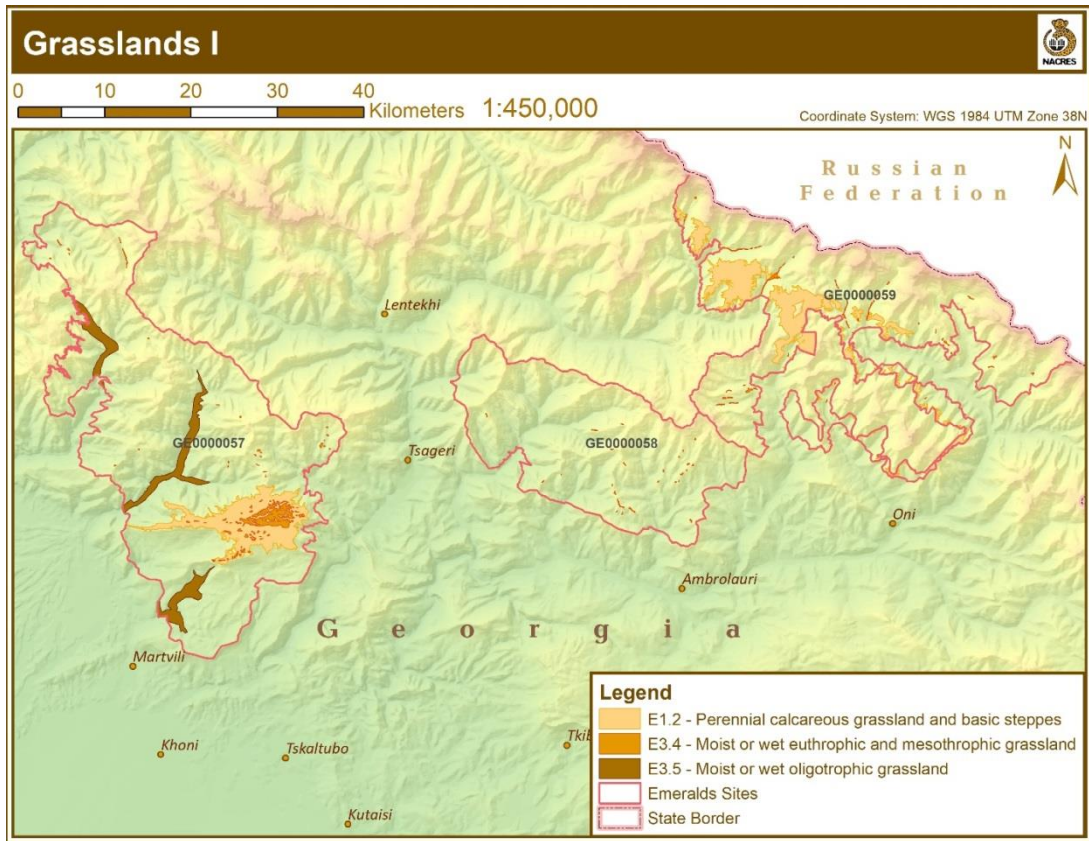 Grasslands I
NACRES
0 10 20 30 40
Kilometers 1:450,000
Coordinate System: WGS 1984 UTM Zone 38N
N
Russian
Federation
GE0000059
Lentekhi
GE0000057
Tsageri
GE0000058
Oni
Ambrolauri
Georgia
Martvili
Khoni
Tskaltubo
Tkib
Kutaisi
Legend
E1.2 - Perennial calcareous grassland and basic steppes
E3.4 - Moist or wet euthrophic and mesothrophic grassland
E3.5 - Moist or wet oligotrophic grassland
Emeralds Sites
State Border